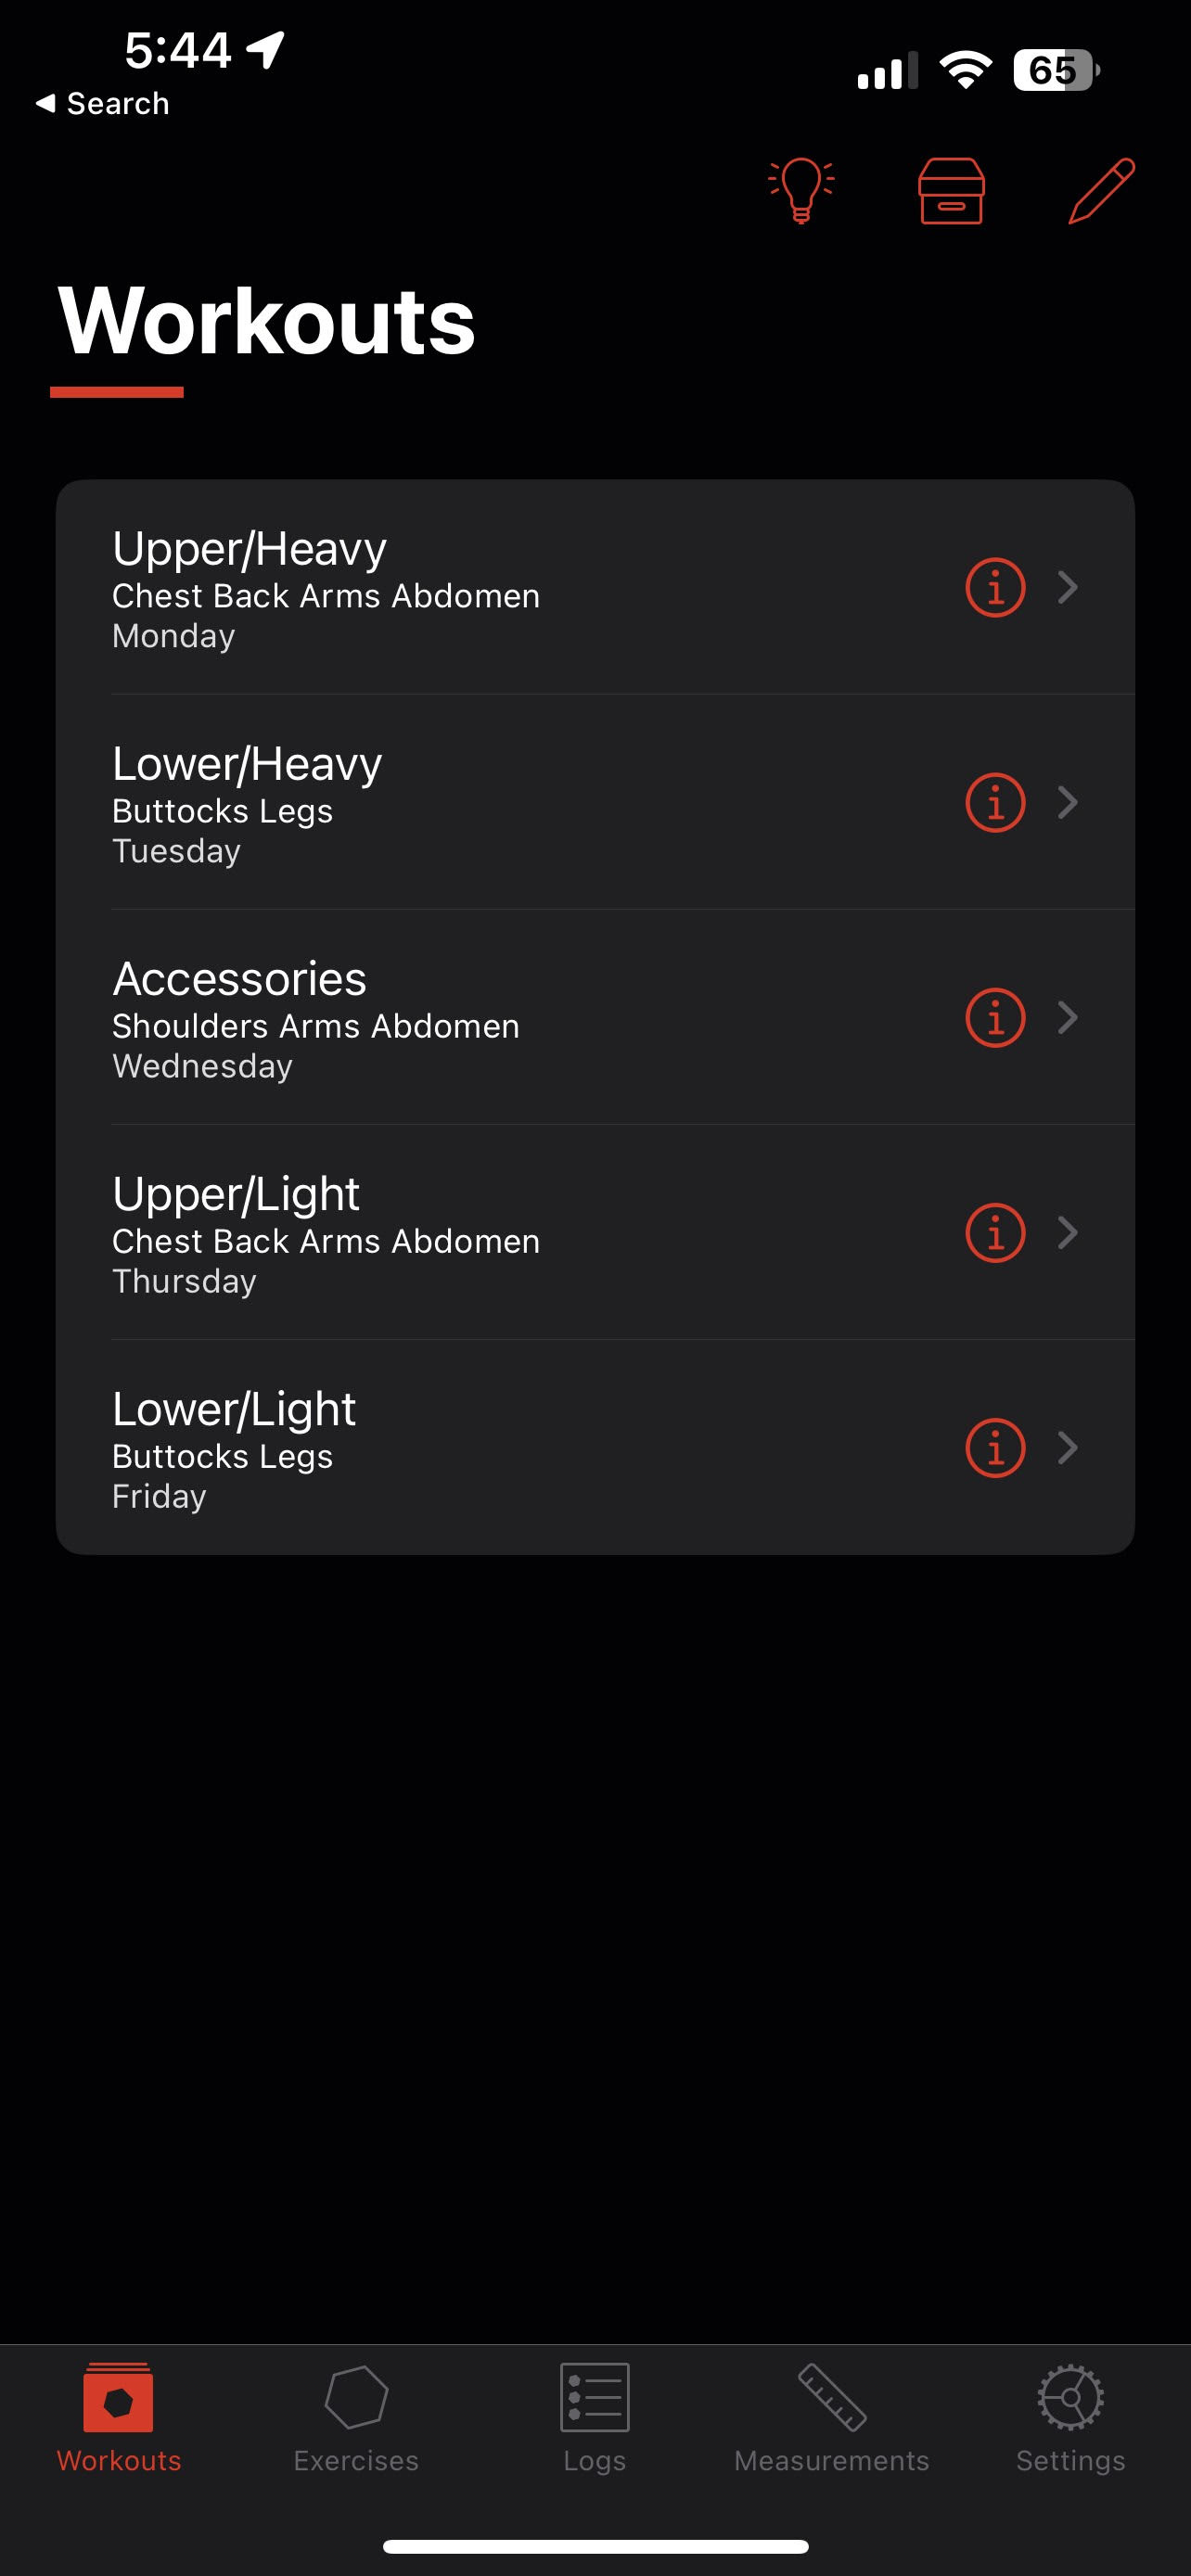 5:44
65
Search
Workouts
Upper/Heavy
Chest Back Arms Abdomen
Monday
Lower/Heavy
Buttocks Legs
Tuesday
Accessories
Shoulders Arms Abdomen
Wednesday
Upper/Light
Chest Back Arms Abdomen
Thursday
Lower/Light
Buttocks Legs
Friday
Workouts
Exercises
Logs
Measurements
Settings